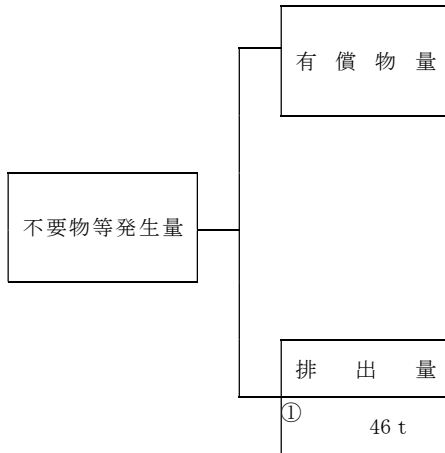 有償物量
不要物等発生量
排出量
①
46 t